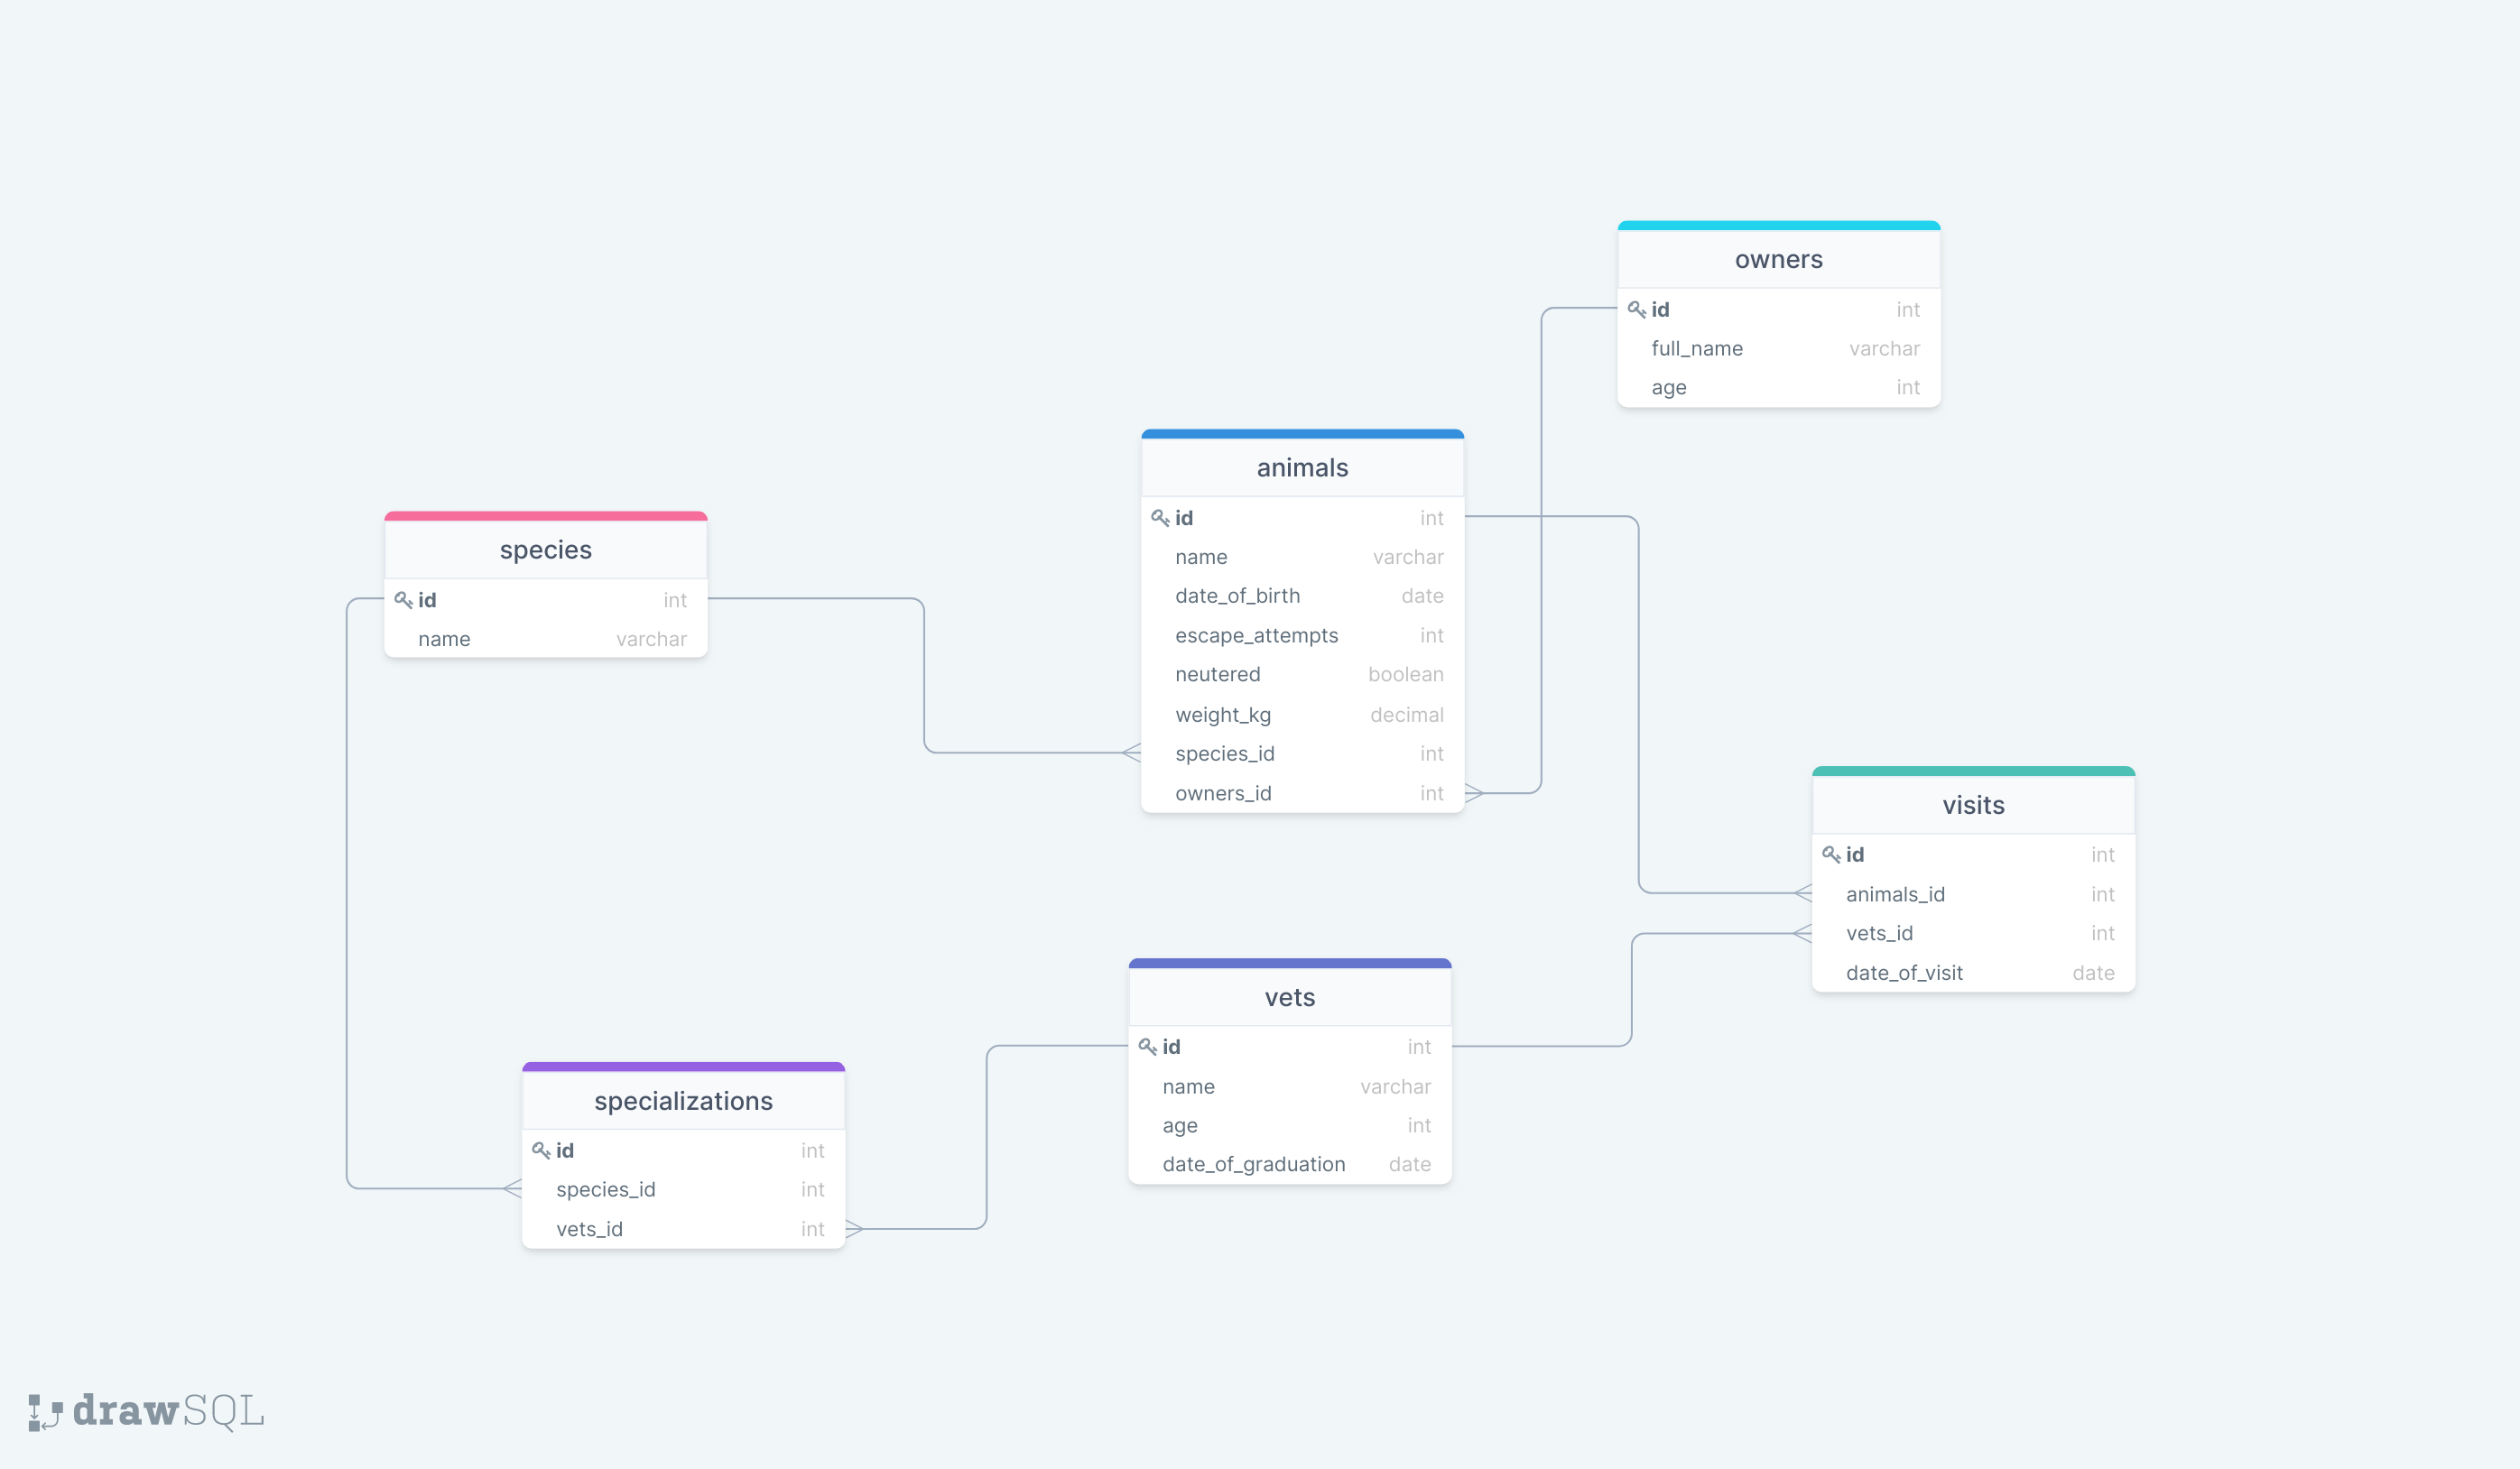 owners
id int
full_name varchar
age int
animals
id int
name varchar
date_of_birth date
escape_attempts int
neutered boolean
weight_kg decimal
species_id int
owners_id int
species
id int
name varchar
visits
id int
animals_id int
vets_id int
date_of_visit date
vets
id int
name varchar
age int
date_of_graduation date
specializations
id int
species_id int
vets_id int
drawSQL